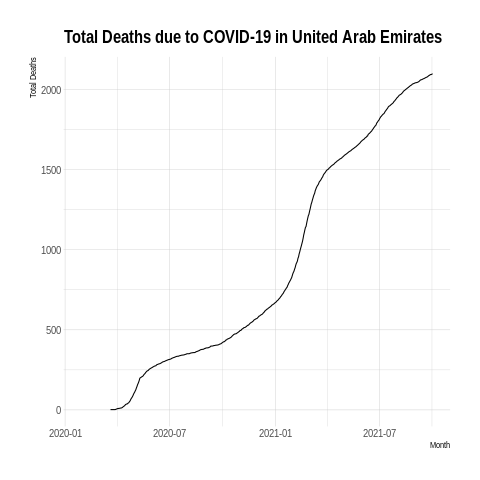 Total Deaths due to COVID-19 in United Arab Emirates
Total Deaths
2000
1500
1000
500
0
2020-01 2020-07 2021-01 2021-07
Month